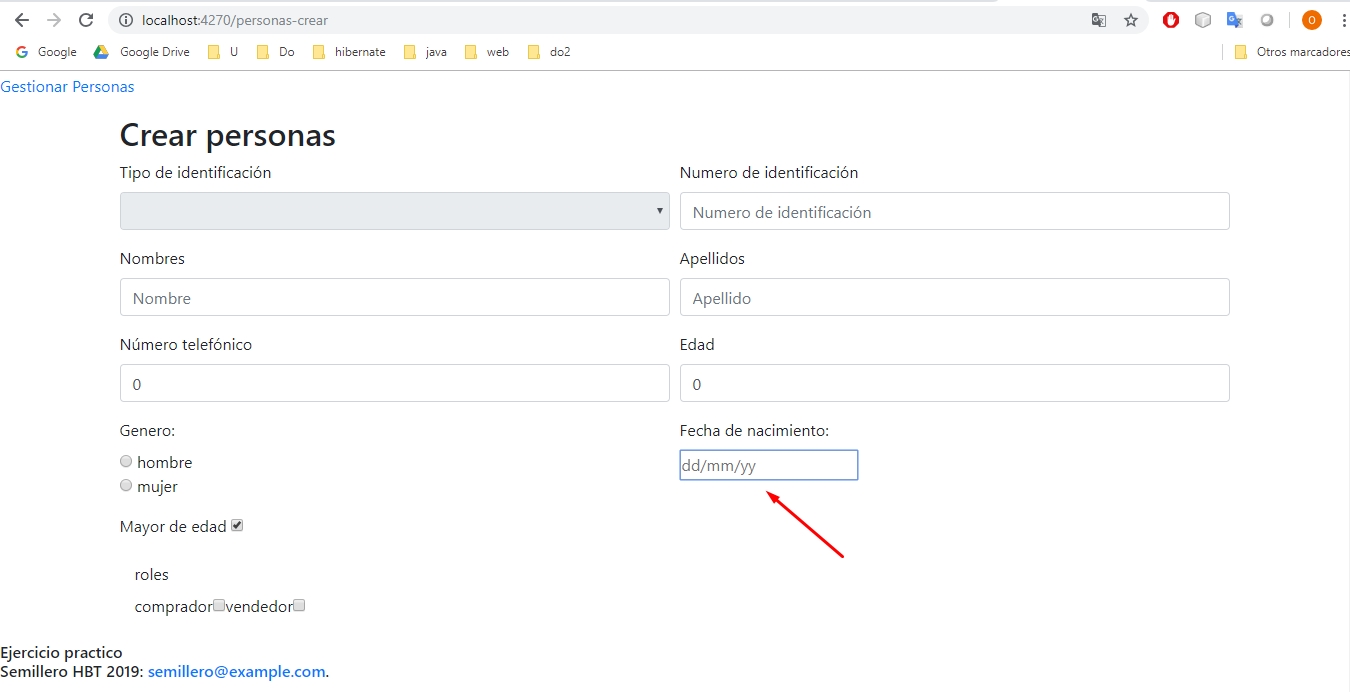 localhost:4270/personas-crear
O
Google Google Drive U Do hibernate java web do2 Otros marcadores
Gestionar Personas
Crear personas
Tipo de identificación Numero de identificación
Numero de identificación
Nombres Apellidos
Nombre Apellido
Número telefónico Edad
0 0
Genero: Fecha de nacimiento:
hombre dd/mm/yy
mujer
Mayor de edad
roles
comprador vendedor
Ejercicio practico
Semillero HBT 2019: semillero@example.com.